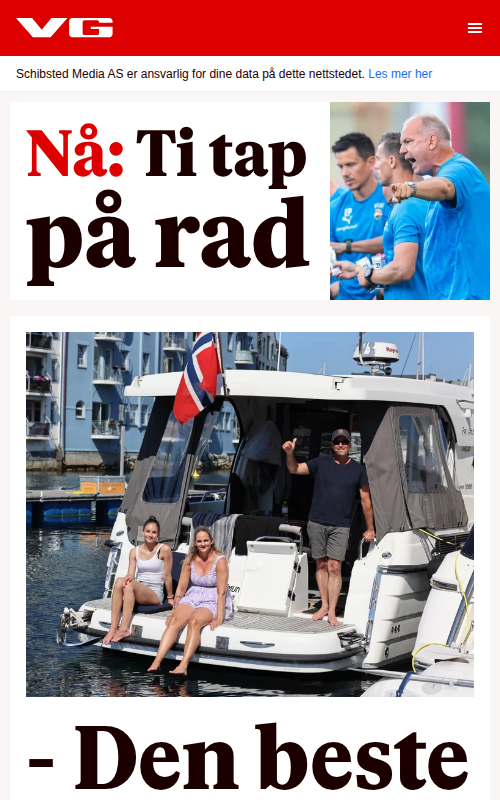 VG
Schibsted Media AS er ansvarlig for dine data på dette nettstedet. Les mer her
Nå: Ti tap
på rad
- Den beste